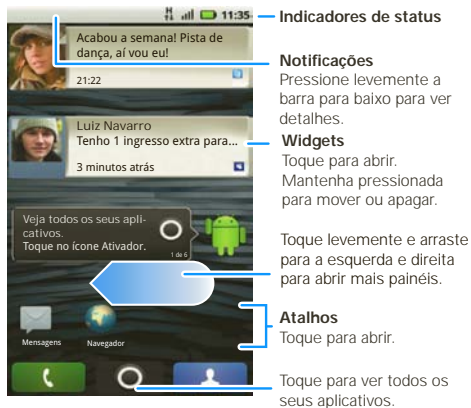 H 11:35
Acabou a semana! Pista de
dança, aí vou eu!
21:22
Luiz Navarro
Tenho 1 ingresso extra para...
3 minutos atrás
Veja todos os seus apli-
cativos.
Toque no ícone Ativador.
1 de 6
Mensagens
Navegador
Indicadores de status
Notificações
Pressione levemente a
barra para baixo para ver
detalhes.
Widgets
Toque para abrir.
Mantenha pressionada
para mover ou apagar.
Toque levemente e arraste
para a esquerda e direita
para abrir mais painéis.
Atalhos
Toque para abrir.
Toque para ver todos os
seus aplicativos.